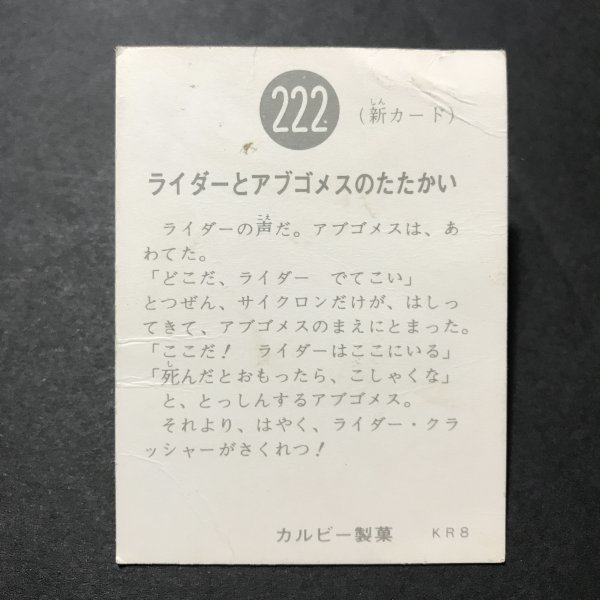 222
(新カード)
しん
ライダーとアブゴメスのたたかい
ライダーの声だ。アブゴメスは、あ
こえ
わてた。
「どこだ、ライダー　でてこい」
とつぜん、サイクロンだけが、はしっ
てきて、アブゴメスのまえにとまった。
「ここだ！　ライダーはここにいる」
「死んだとおもったら、こしゃくな」
し
と、とっしんするアブゴメス。
それより、はやく、ライダー・クラ
ッシャーがさくれつ！
カルビー製菓　KR8